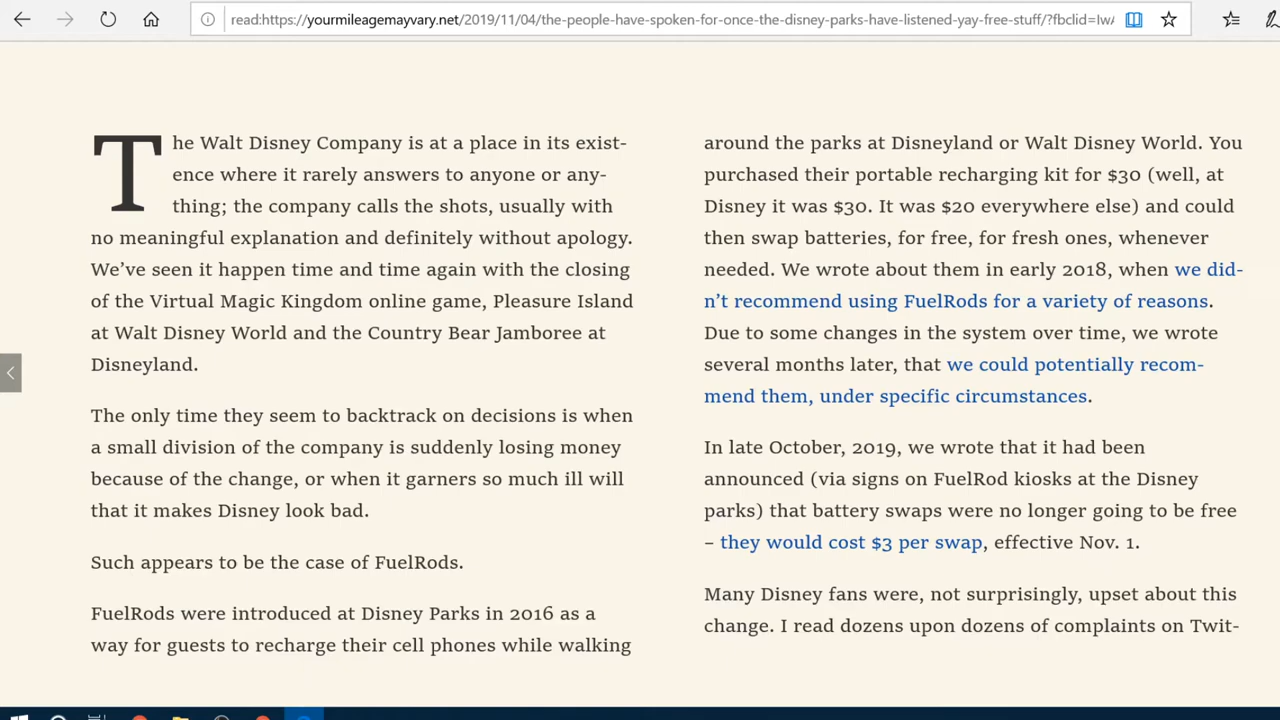 read:https://yourmileagemayvary.net/2019/11/04/the-people-have-spoken-for-once-the-disney-parks-have-listened-yay-free-stuff/?fbclid=IwA
The Walt Disney Company is at a place in its exist-
ence where it rarely answers to anyone or any-
thing; the company calls the shots, usually with
no meaningful explanation and definitely without apology.
We’ve seen it happen time and time again with the closing
of the Virtual Magic Kingdom online game, Pleasure Island
at Walt Disney World and the Country Bear Jamboree at
Disneyland.
The only time they seem to backtrack on decisions is when
a small division of the company is suddenly losing money
because of the change, or when it garners so much ill will
that it makes Disney look bad.
Such appears to be the case of FuelRods.
FuelRods were introduced at Disney Parks in 2016 as a
way for guests to recharge their cell phones while walking
around the parks at Disneyland or Walt Disney World. You
purchased their portable recharging kit for $30 (well, at
Disney it was $30. It was $20 everywhere else) and could
then swap batteries, for free, for fresh ones, whenever
needed. We wrote about them in early 2018, when we did-
n’t recommend using FuelRods for a variety of reasons.
Due to some changes in the system over time, we wrote
several months later, that we could potentially recom-
mend them, under specific circumstances.
In late October, 2019, we wrote that it had been
announced (via signs on FuelRod kiosks at the Disney
parks) that battery swaps were no longer going to be free
– they would cost $3 per swap, effective Nov. 1.
Many Disney fans were, not surprisingly, upset about this
change. I read dozens upon dozens of complaints on Twit-